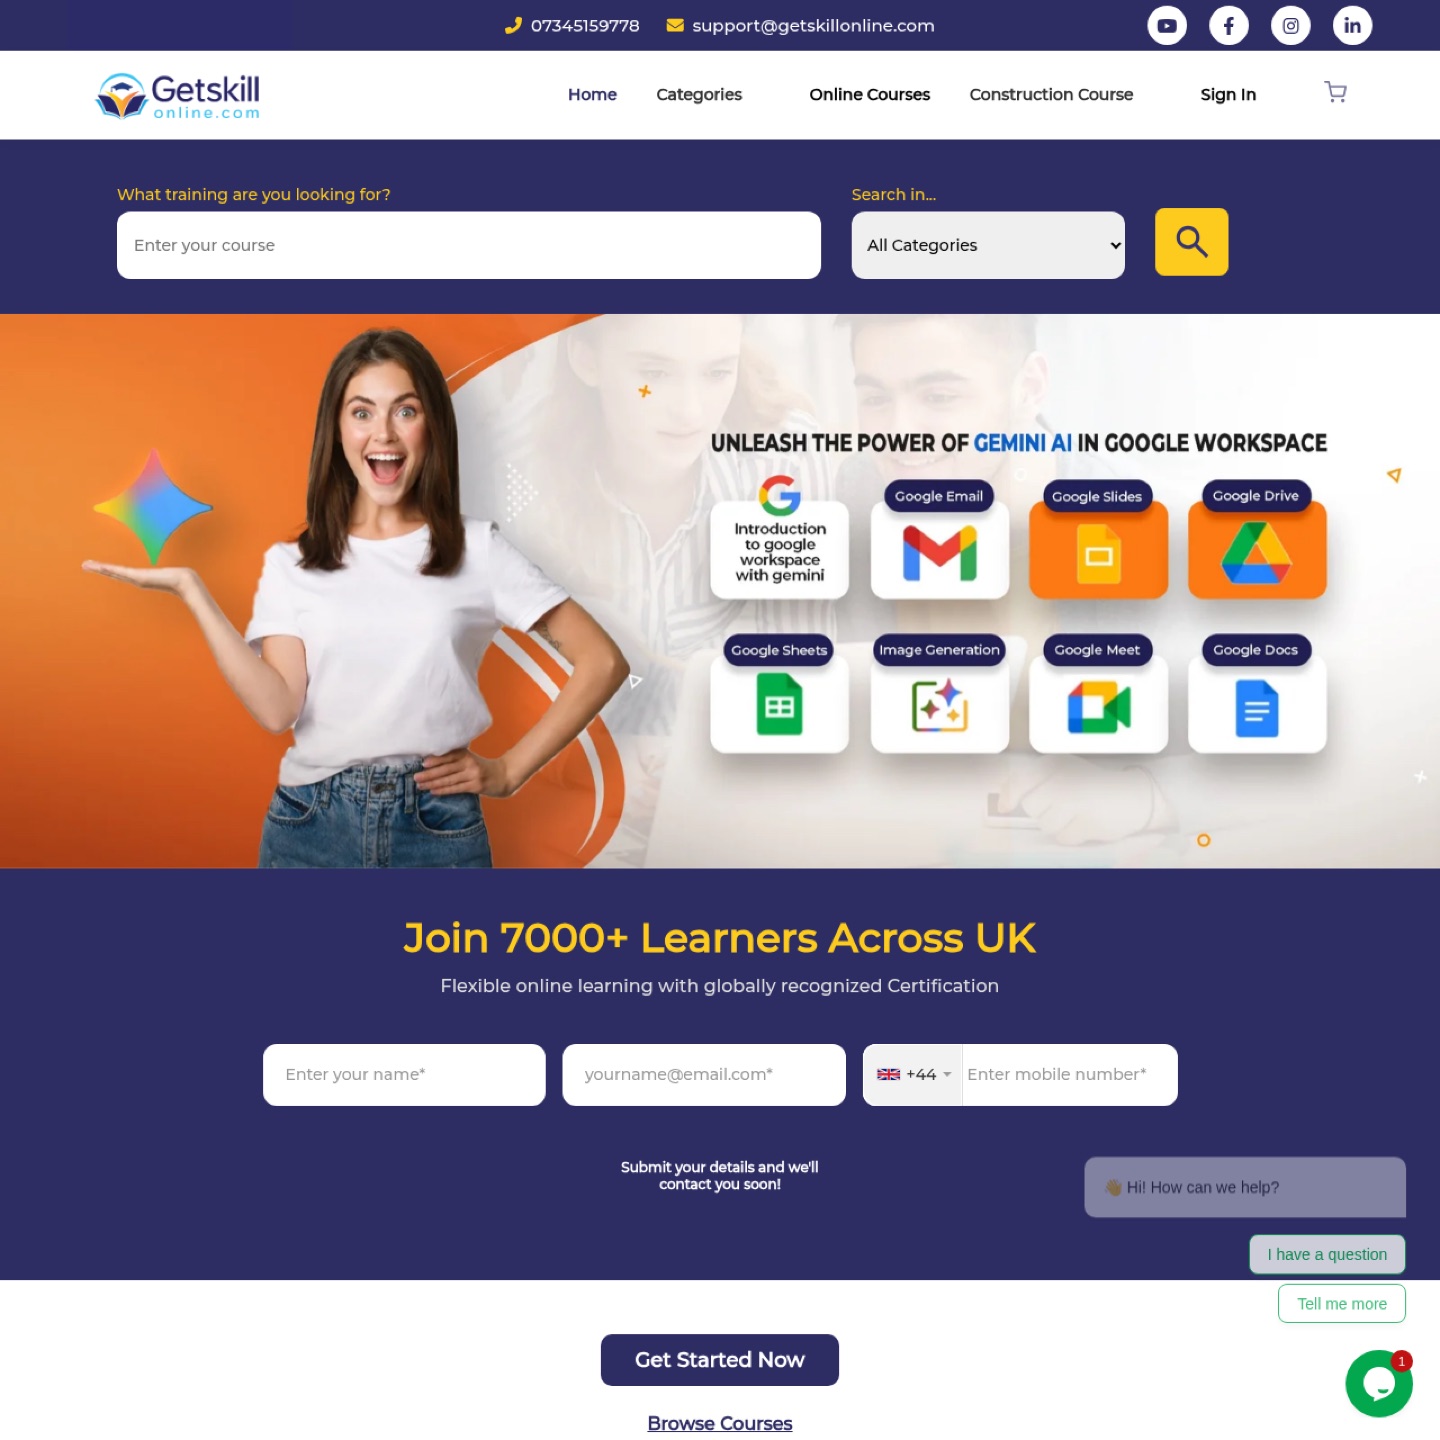 07345159778
support@getskillonline.com
Getskill
online.com
Home
Categories
Online Courses
Construction Course
Sign In
What training are you looking for?
Enter your course
Search in...
All Categories
UNLEASH THE POWER OF GEMINI AI IN GOOGLE WORKSPACE
Introduction
to google
workspace
with gemini
Google Email
Google Slides
Google Drive
Google Sheets
Image Generation
Google Meet
Google Docs
Join 7000+ Learners Across UK
Flexible online learning with globally recognized Certification
Enter your name*
yourname@email.com*
+44
Enter mobile number*
Submit your details and we'll
contact you soon!
👋 Hi! How can we help?
I have a question
Tell me more
1
Get Started Now
Browse Courses